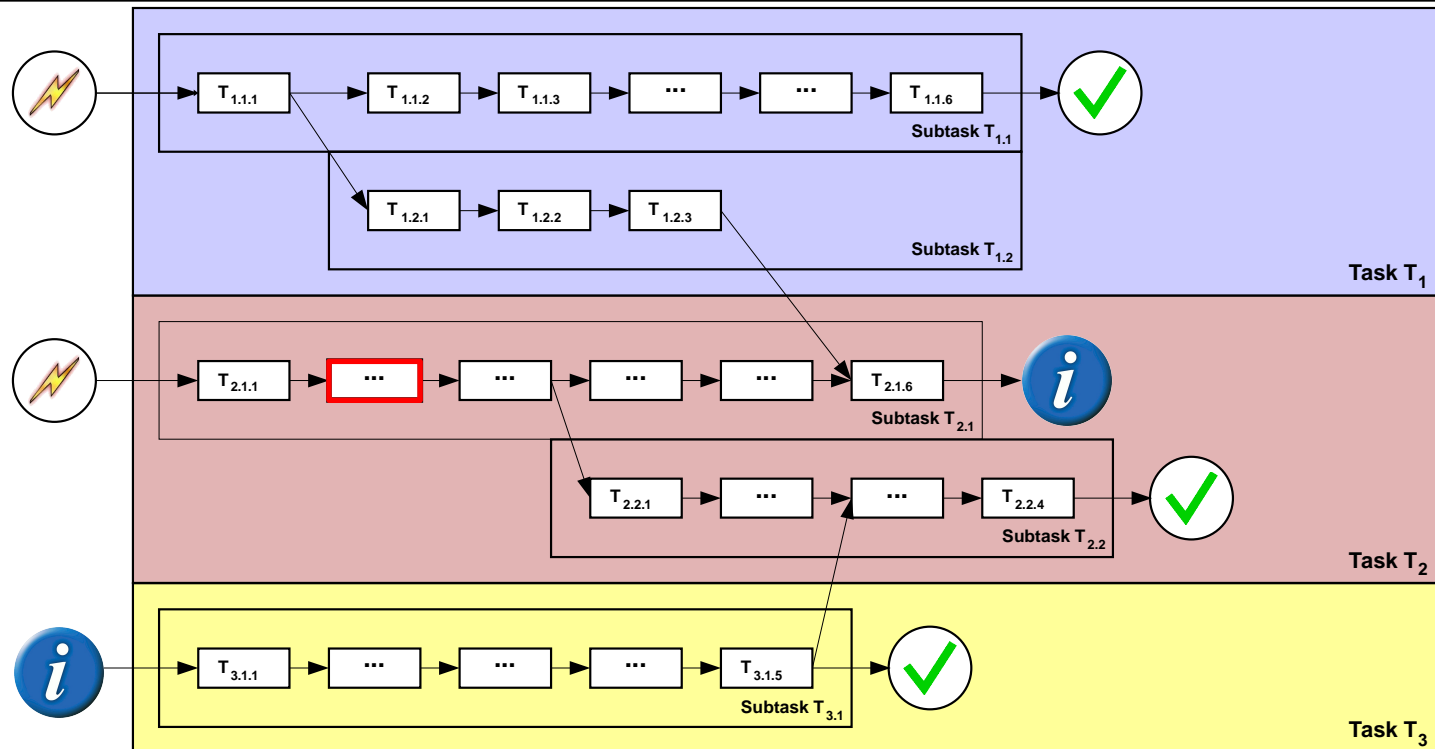 T1.1.1 T1.1.2 T1.1.3 ... ... T1.1.6
Subtask T1.1
T1.2.1 T1.2.2 T1.2.3
Subtask T1.2
Task T1
T2.1.1 ... ... ... ... T2.1.6
Subtask T2.1
T2.2.1 ... ... T2.2.4
Subtask T2.2
Task T2
i
T3.1.1 ... ... ... T3.1.5
Subtask T3.1
Task T3
i